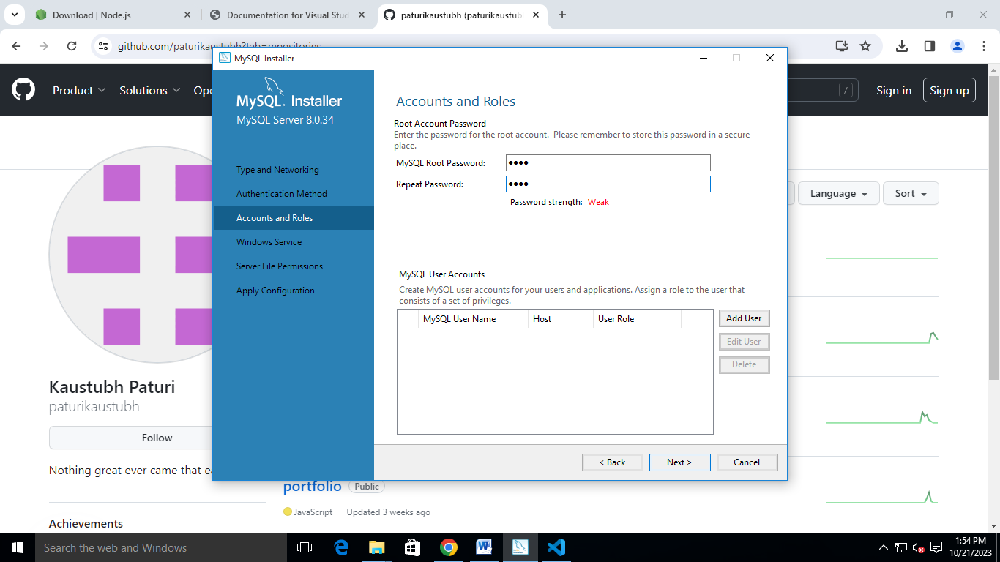 Download | Node.js
Documentation for Visual Stud
paturikaustubh (paturikaustubh
github.com/paturikaustubh?tab=repositories
MySQL Installer
Product
Solutions
Ope
/
Sign in
Sign up
MySQL Installer
MySQL Server 8.0.34
Type and Networking
Authentication Method
Accounts and Roles
Windows Service
Server File Permissions
Apply Configuration
Accounts and Roles
Root Account Password
Enter the password for the root account. Please remember to store this password in a secure
place.
MySQL Root Password: ●●●●
Repeat Password: ●●●●
Password strength: Weak
MySQL User Accounts
Create MySQL user accounts for your users and applications. Assign a role to the user that
consists of a set of privileges.
MySQL User Name Host User Role
Add User
Edit User
Delete
< Back Next > Cancel
Language
Sort
Kaustubh Paturi
paturikaustubh
Follow
Nothing great ever came that ea
Achievements
portfolio Public
JavaScript Updated 3 weeks ago
Search the web and Windows
1:54 PM
10/21/2023